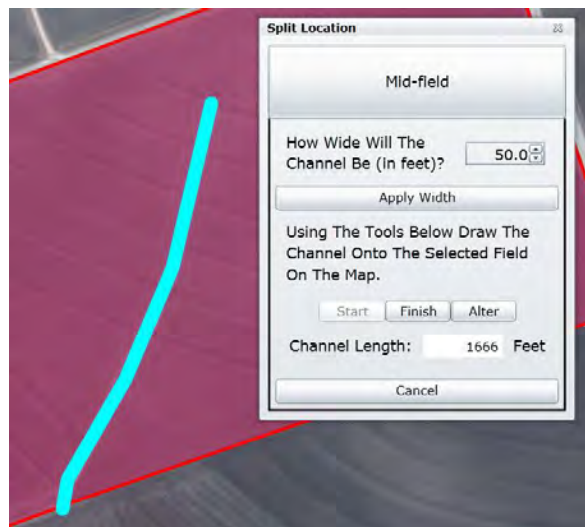 Split Location
Mid-field
How Wide Will The
Channel Be (in feet)?
50.0
Apply Width
Using The Tools Below Draw The
Channel Onto The Selected Field
On The Map.
Start Finish Alter
Channel Length: 1666 Feet
Cancel